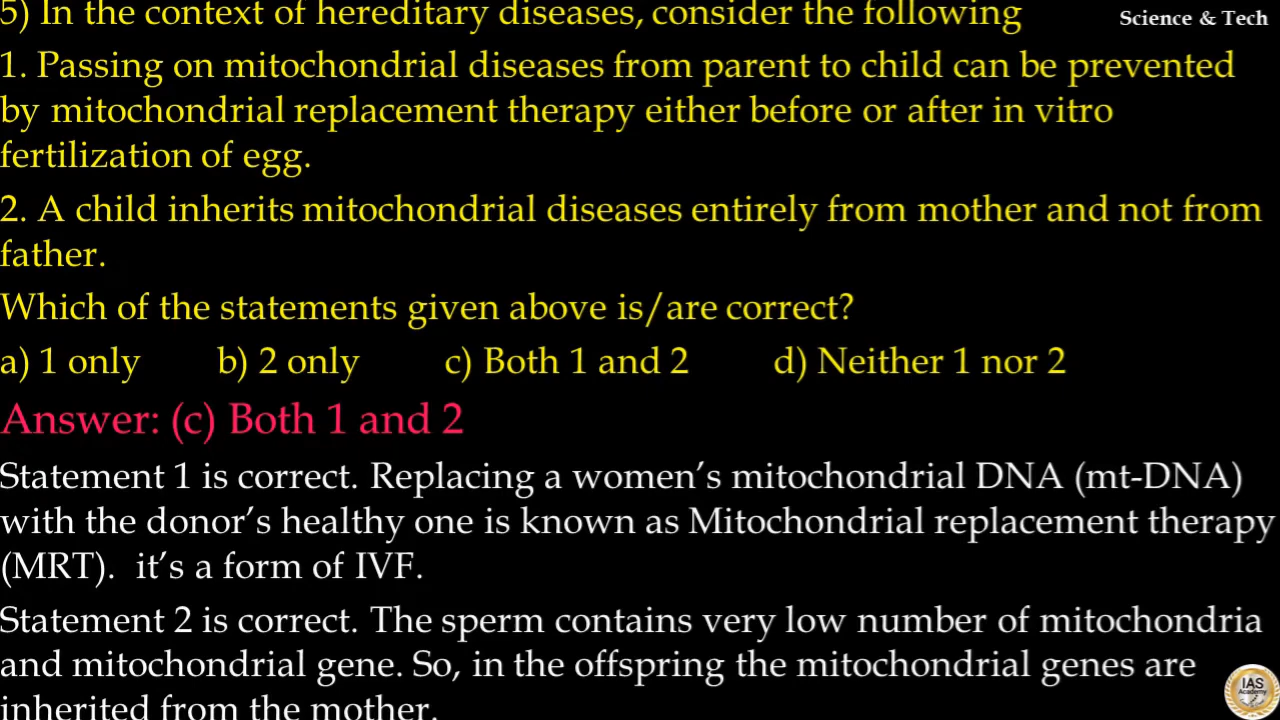 5) In the context of hereditary diseases, consider the following
Science & Tech
1. Passing on mitochondrial diseases from parent to child can be prevented
by mitochondrial replacement therapy either before or after in vitro
fertilization of egg.
2. A child inherits mitochondrial diseases entirely from mother and not from
father.
Which of the statements given above is/are correct?
a) 1 only b) 2 only c) Both 1 and 2 d) Neither 1 nor 2
Answer: (c) Both 1 and 2
Statement 1 is correct. Replacing a women’s mitochondrial DNA (mt-DNA)
with the donor’s healthy one is known as Mitochondrial replacement therapy
(MRT). it’s a form of IVF.
Statement 2 is correct. The sperm contains very low number of mitochondria
and mitochondrial gene. So, in the offspring the mitochondrial genes are
inherited from the mother.
IAS
Academy